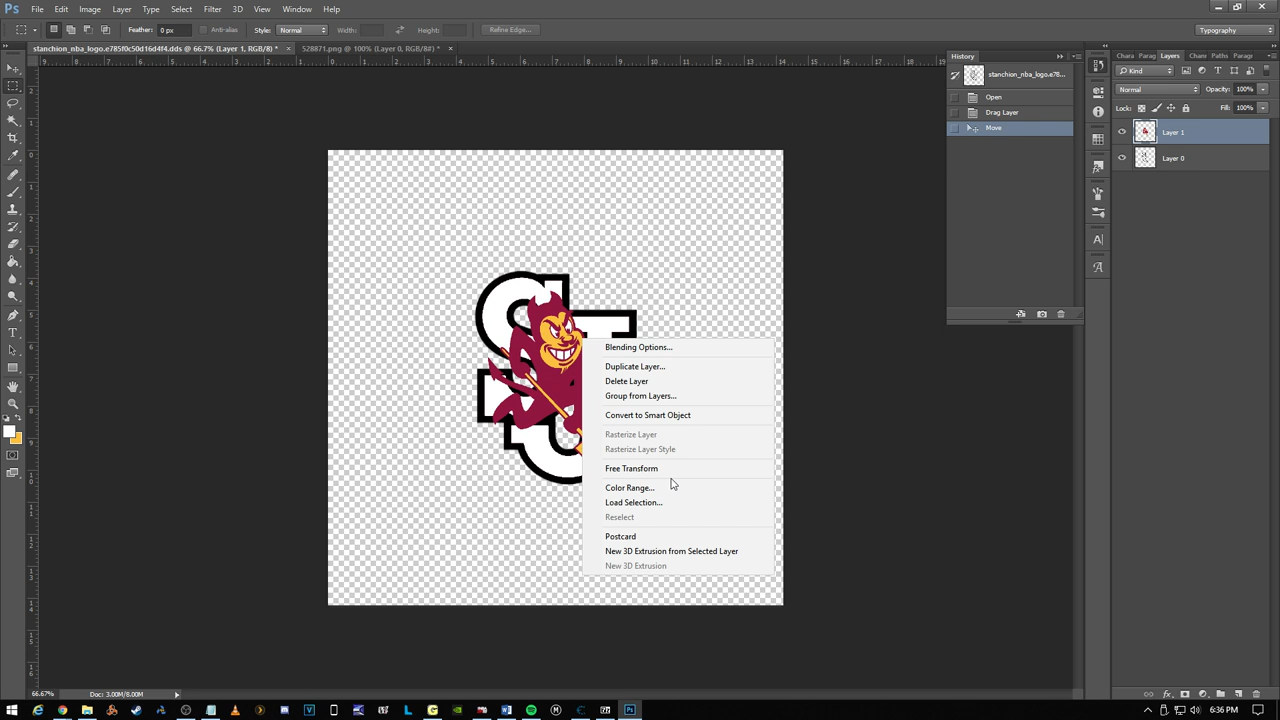 Ps File Edit Image Layer Type Select Filter 3D View Window Help
Feather: 0 px Anti-alias Style: Normal Width: Height: Refine Edge... Typography
stanchion_nba_logo.e785f0c50d16d4f4.dds @ 66.7% (Layer 1, RGB/8) * × 528871.png @ 100% (Layer 0, RGB/8#) * ×
History
stanchion_nba_logo.e78...
Open
Drag Layer
Move
Chara Parag Layers Chann Paths Paragr
Kind
Normal Opacity: 100%
Lock: Fill: 100%
Layer 1
Layer 0
Blending Options...
Duplicate Layer...
Delete Layer
Group from Layers...
Convert to Smart Object
Rasterize Layer
Rasterize Layer Style
Free Transform
Color Range...
Load Selection...
Reselect
Postcard
New 3D Extrusion from Selected Layer
New 3D Extrusion
66.67% Doc: 3.00M/8.00M
6:36 PM